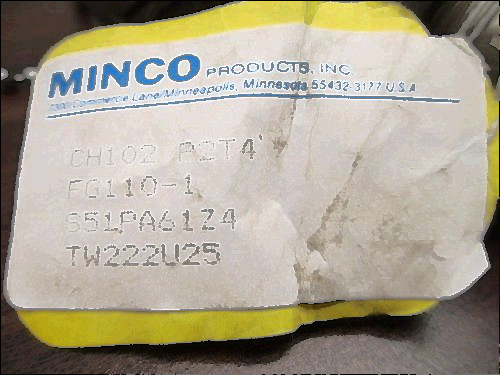 MINCO PRODUCTS, INC.
7300 Commerce Lane/Minneapolis, Minnesota 55432-3177 U.S.A.
CH102 P2T4
FG110-1
S51PA61Z4
TW222U25